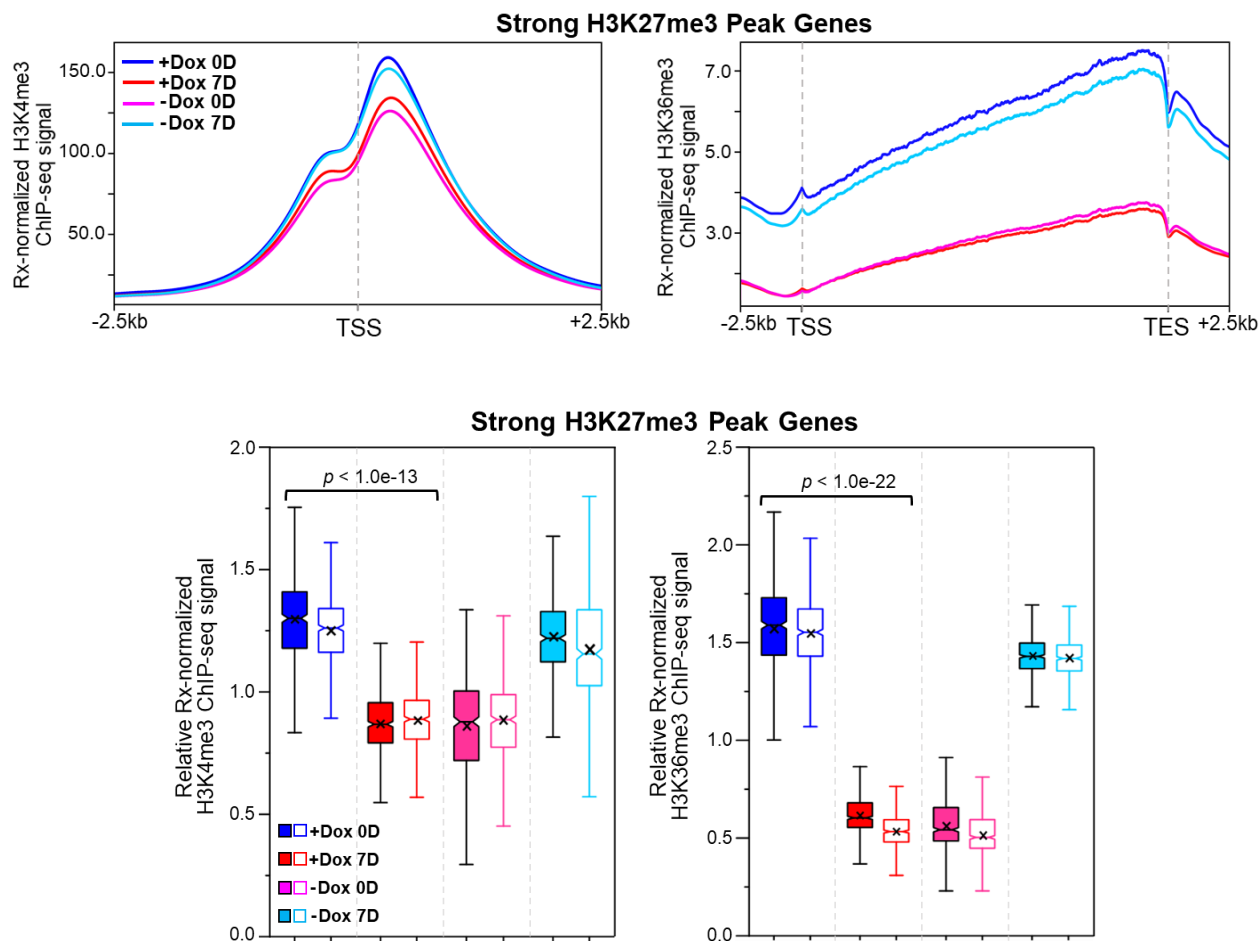 Strong H3K27me3 Peak Genes
Rx-normalized H3K4me3
ChIP-seq signal
150.0
100.0
50.0
+Dox 0D
+Dox 7D
-Dox 0D
-Dox 7D
-2.5kb
TSS
+2.5kb
Rx-normalized H3K36me3
ChIP-seq signal
7.0
5.0
3.0
-2.5kb TSS
TES +2.5kb
Strong H3K27me3 Peak Genes
Relative Rx-normalized
H3K4me3 ChIP-seq signal
2.0
1.5
1.0
0.5
0.0
p < 1.0e-13
+Dox 0D
+Dox 7D
-Dox 0D
-Dox 7D
Relative Rx-normalized
H3K36me3 ChIP-seq signal
2.5
2.0
1.5
1.0
0.5
0.0
p < 1.0e-22